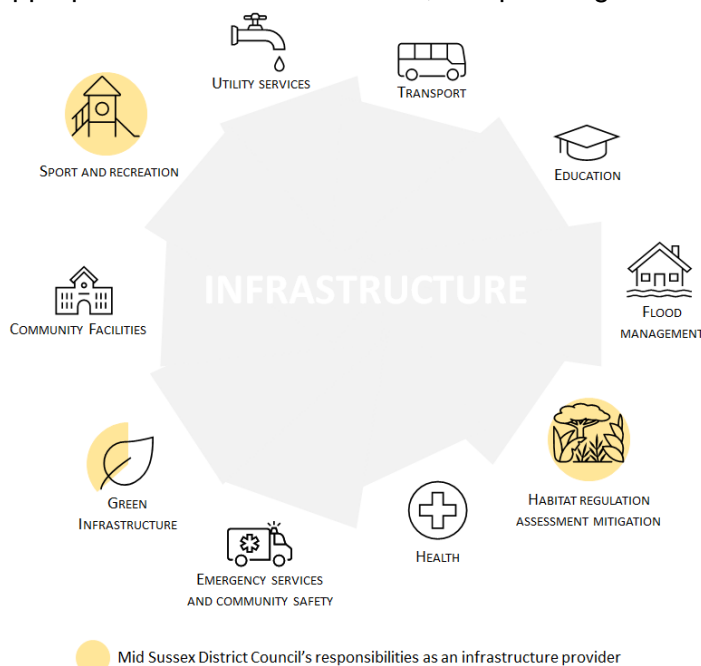 UTILITY SERVICES
TRANSPORT
SPORT AND RECREATION
EDUCATION
INFRASTRUCTURE
COMMUNITY FACILITIES
FLOOD
MANAGEMENT
GREEN
INFRASTRUCTURE
HABITAT REGULATION
ASSESSMENT MITIGATION
HEALTH
EMERGENCY SERVICES
AND COMMUNITY SAFETY
Mid Sussex District Council's responsibilities as an infrastructure provider